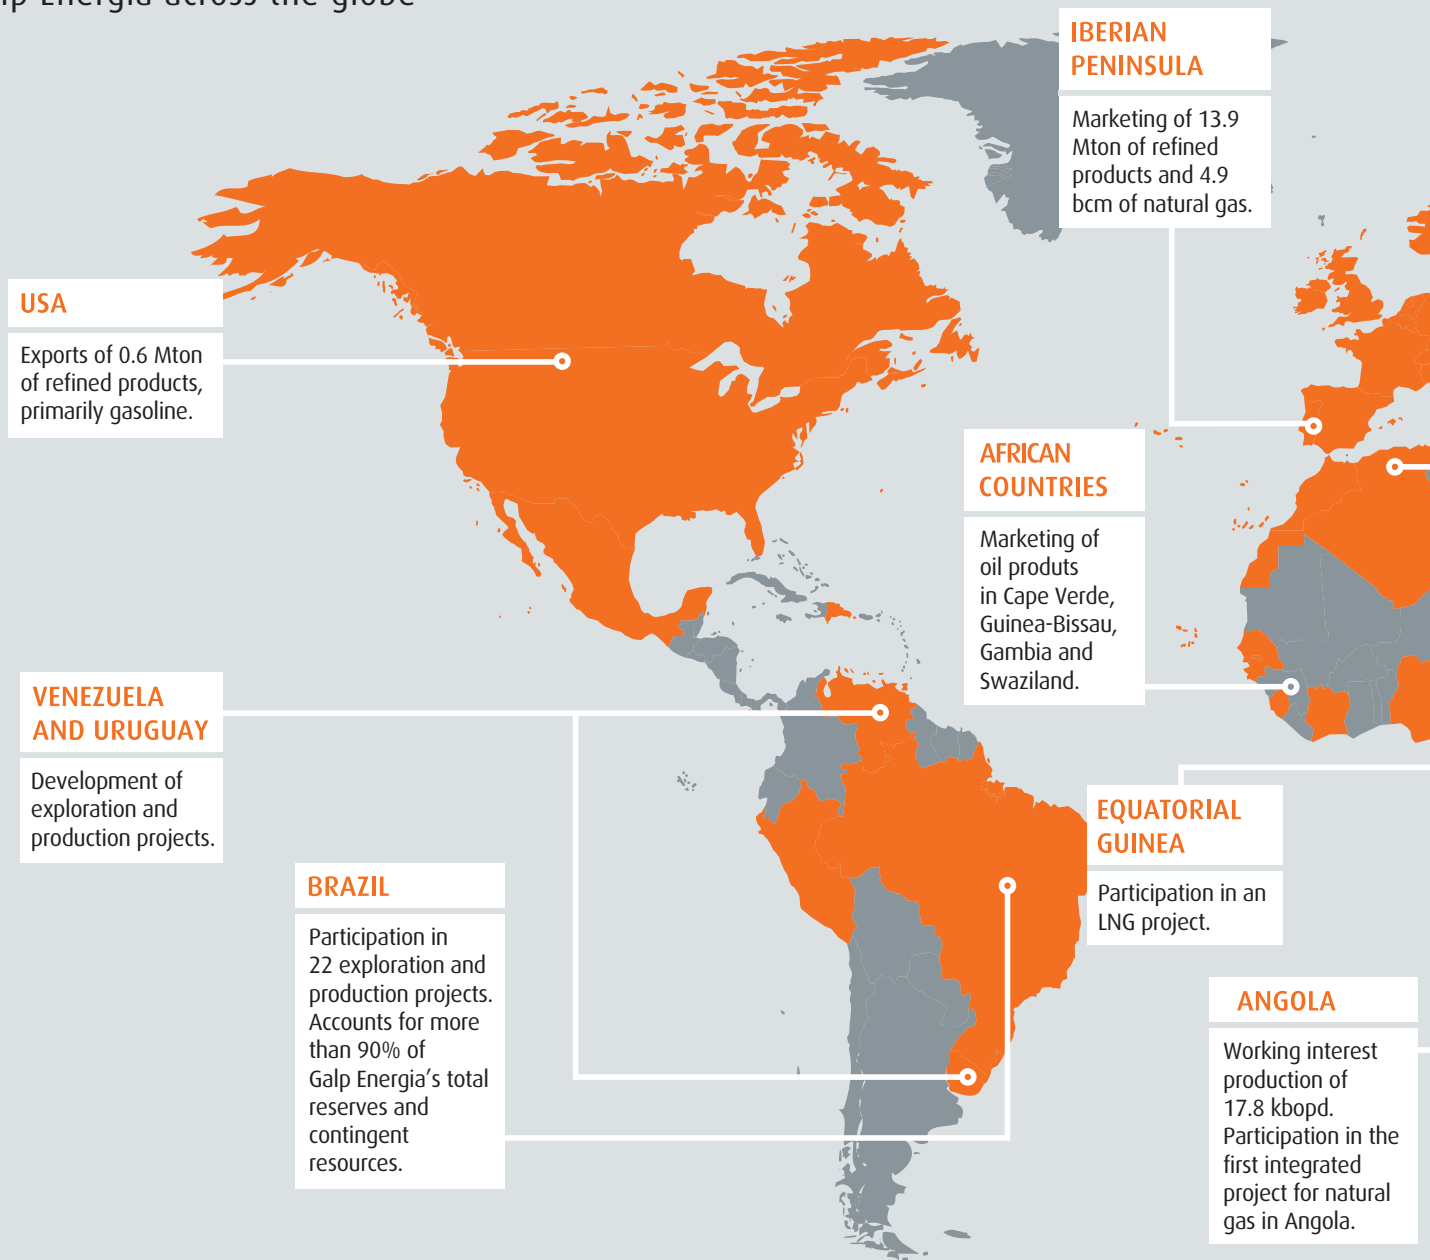 Energia across the globe
IBERIAN
PENINSULA
Marketing of 13.9
Mton of refined
products and 4.9
bcm of natural gas.
USA
Exports of 0.6 Mton
of refined products,
primarily gasoline.
AFRICAN
COUNTRIES
Marketing of
oil produts
in Cape Verde,
Guinea-Bissau,
Gambia and
Swaziland.
VENEZUELA
AND URUGUAY
Development of
exploration and
production projects.
EQUATORIAL
GUINEA
Participation in an
LNG project.
BRAZIL
Participation in
22 exploration and
production projects.
Accounts for more
than 90% of
Galp Energia’s total
reserves and
contingent
resources.
ANGOLA
Working interest
production of
17.8 kbopd.
Participation in the
first integrated
project for natural
gas in Angola.